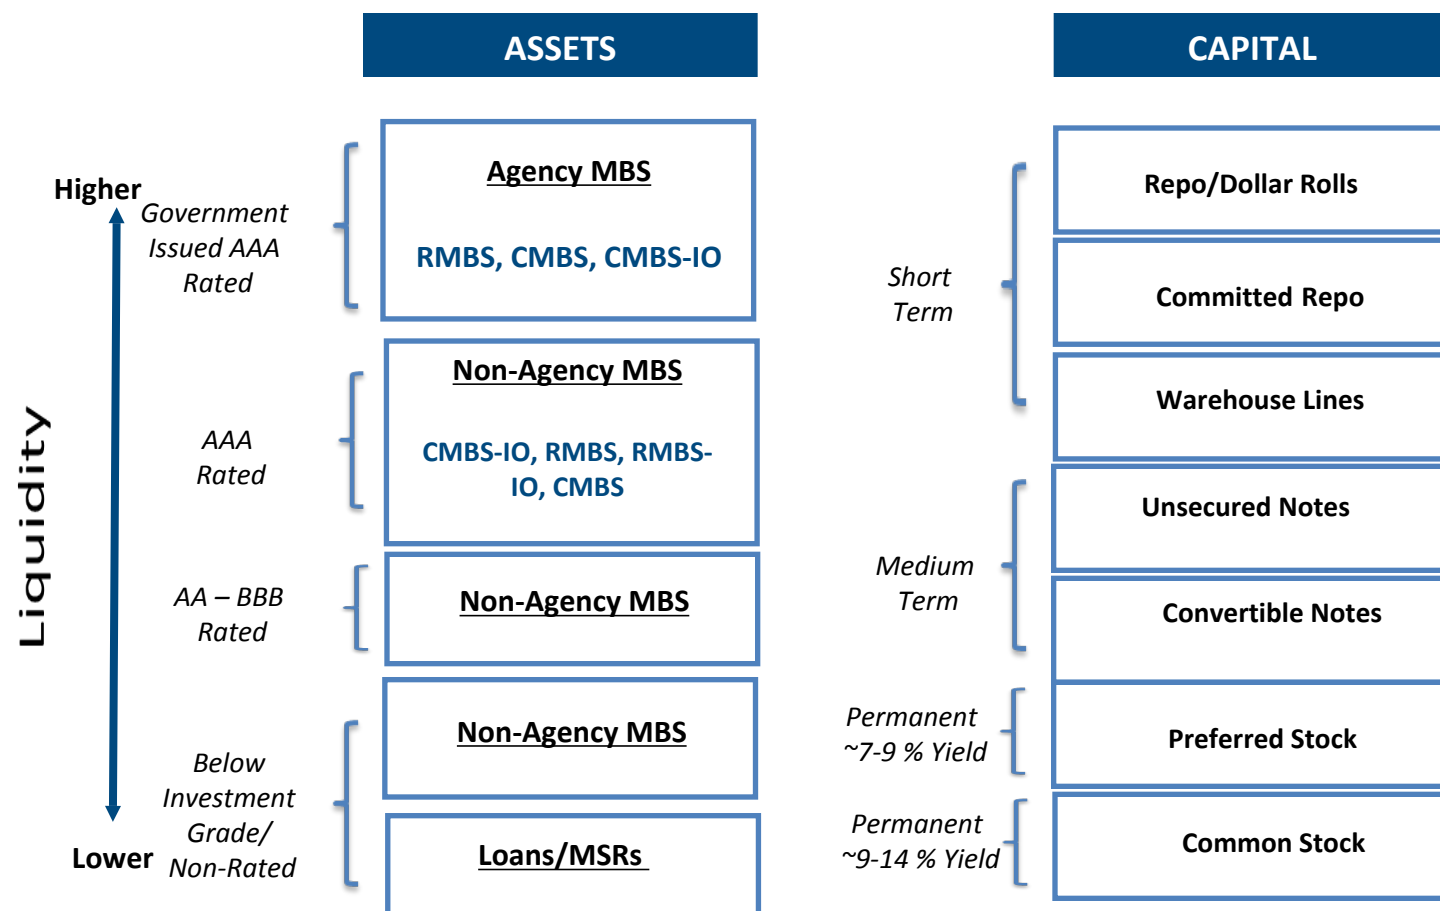 ASSETS
CAPITAL
Liquidity
Higher
Lower
Government
Issued AAA
Rated
Agency MBS
RMBS, CMBS, CMBS-IO
AAA
Rated
Non-Agency MBS
CMBS-IO, RMBS, RMBS-
IO, CMBS
AA – BBB
Rated
Non-Agency MBS
Below
Investment
Grade/
Non-Rated
Non-Agency MBS
Loans/MSRs
Short
Term
Repo/Dollar Rolls
Committed Repo
Warehouse Lines
Medium
Term
Unsecured Notes
Convertible Notes
Permanent
~7-9 % Yield
Preferred Stock
Permanent
~9-14 % Yield
Common Stock